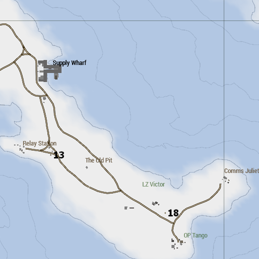 Supply Wharf
Relay Station
13
The Old Pit
Comms Juliet
LZ Victor
18
OP Tango